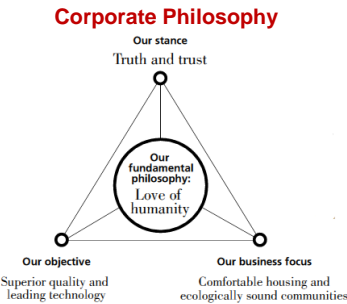 Corporate Philosophy
Our stance
Truth and trust
Our
fundamental
philosophy:
Love of
humanity
Our objective
Superior quality and
leading technology
Our business focus
Comfortable housing and
ecologically sound communities